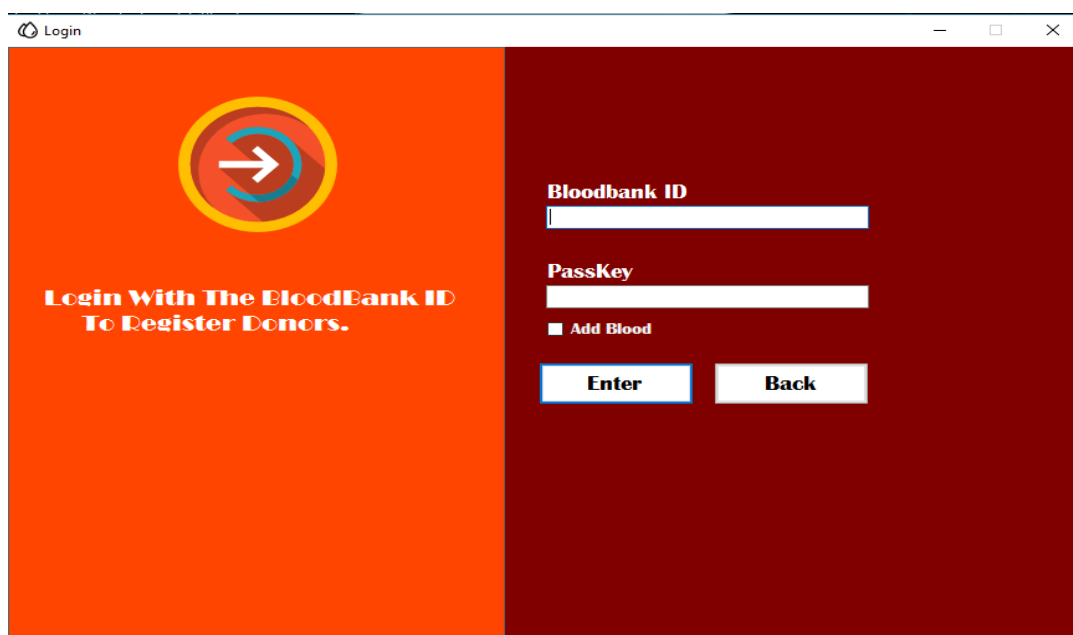 Login
Login With The BloodBank ID
To Register Donors.
Bloodbank ID
PassKey
Add Blood
Enter
Back